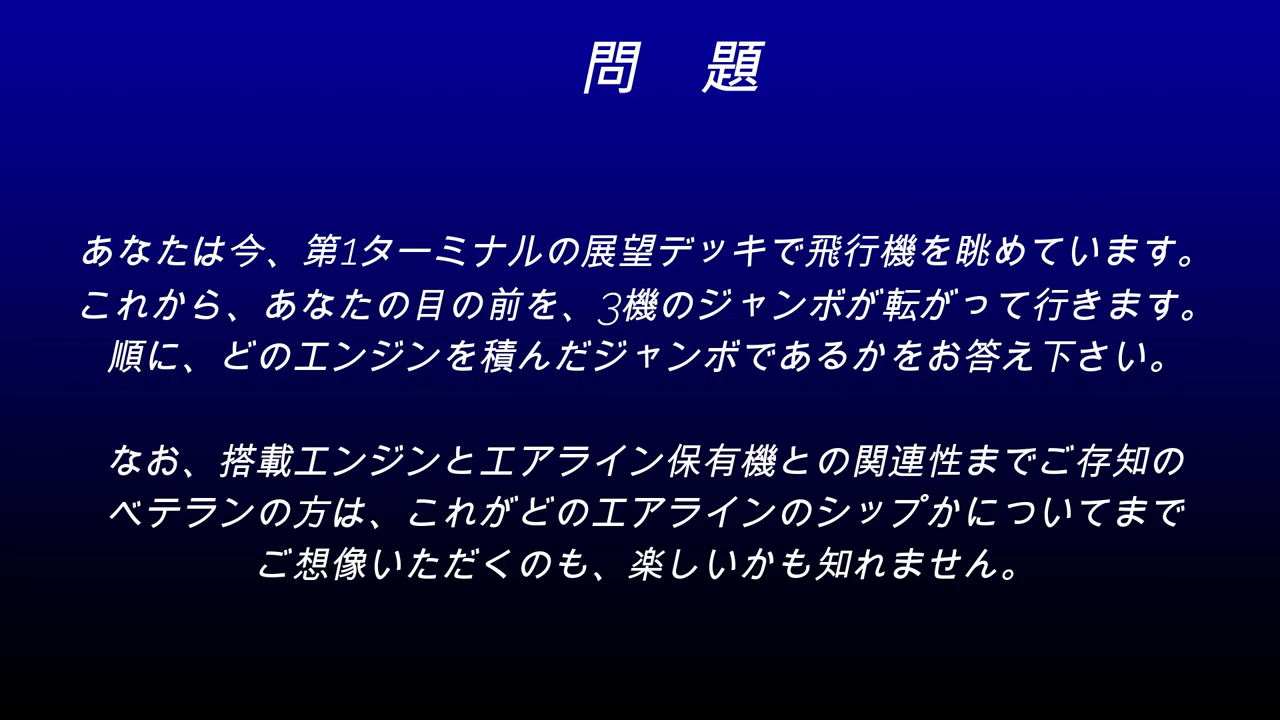 問　題
あなたは今、第1ターミナルの展望デッキで飛行機を眺めています。
これから、あなたの目の前を、3機のジャンボが転がって行きます。
順に、どのエンジンを積んだジャンボであるかをお答え下さい。
なお、搭載エンジンとエアライン保有機との関連性までご存知の
ベテランの方は、これがどのエアラインのシップかについてまで
ご想像いただくのも、楽しいかも知れません。